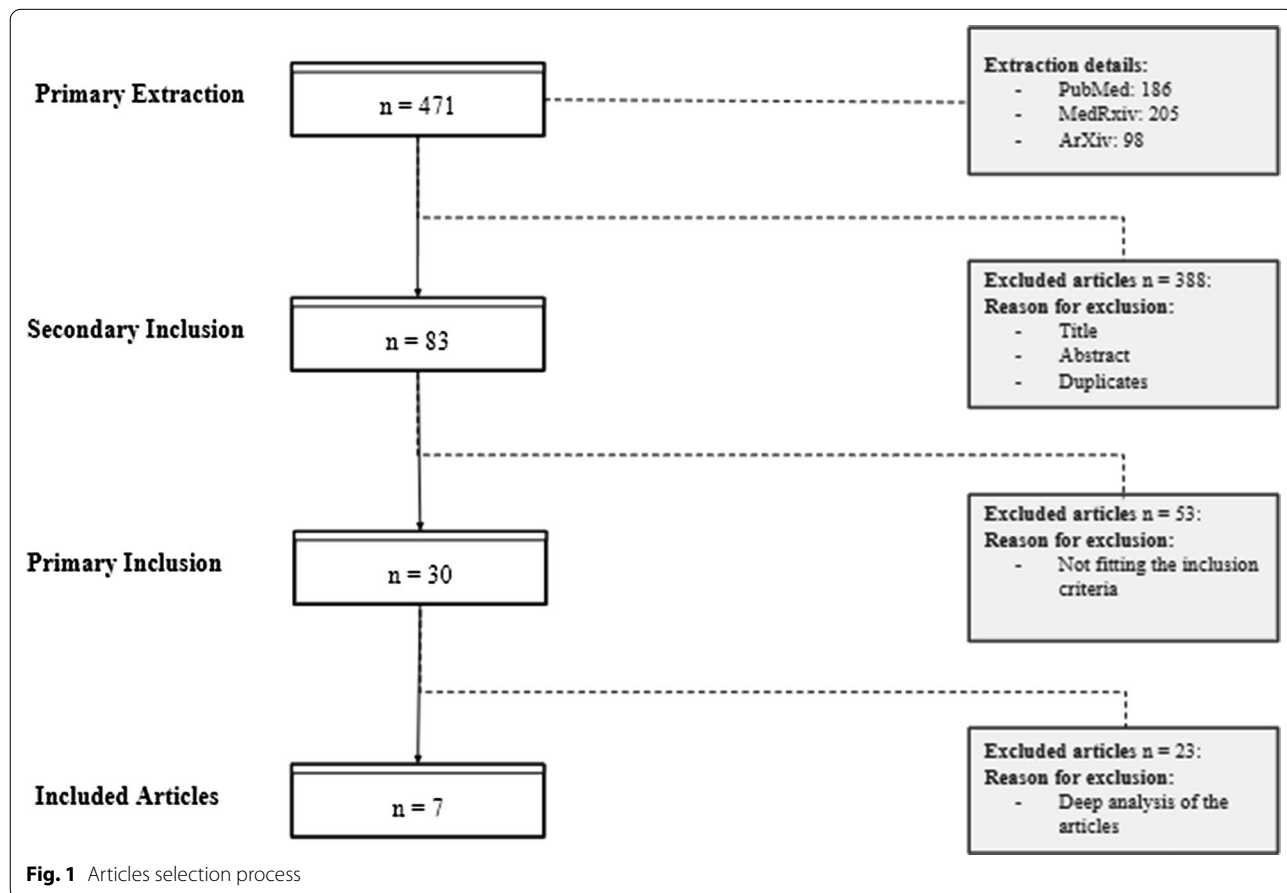 Primary Extraction
n = 471
Extraction details:
- PubMed: 186
- MedRxiv: 205
- ArXiv: 98
Excluded articles n = 388:
Reason for exclusion:
- Title
- Abstract
- Duplicates
Secondary Inclusion
n = 83
Excluded articles n = 53:
Reason for exclusion:
- Not fitting the inclusion
criteria
Primary Inclusion
n = 30
Excluded articles n = 23:
Reason for exclusion:
- Deep analysis of the
articles
Included Articles
n = 7
Fig. 1 Articles selection process